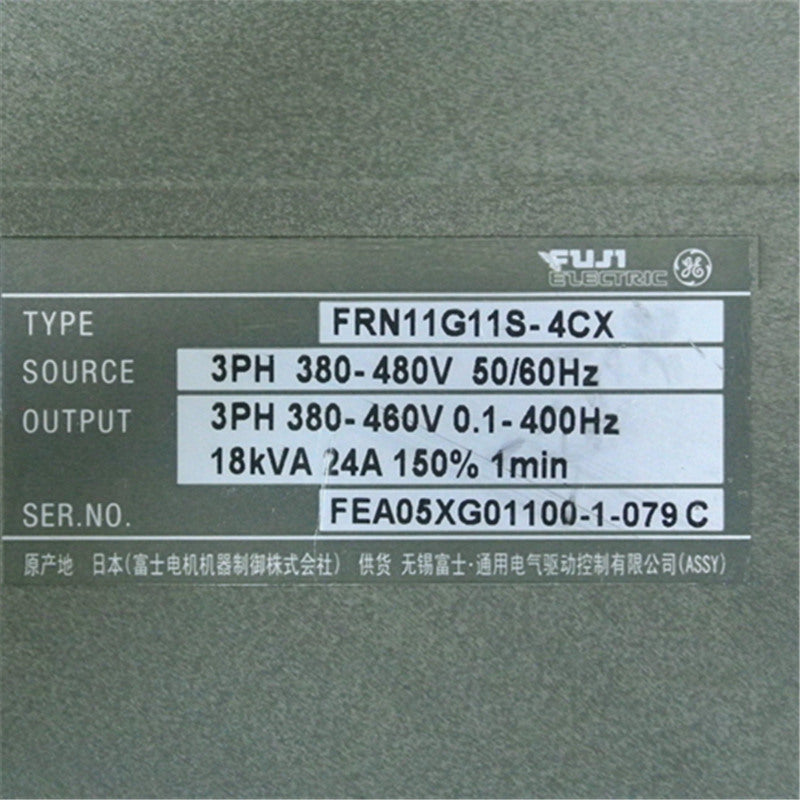 FUJI
ELECTRIC GE
TYPE FRN11G11S-4CX
SOURCE 3PH 380-480V 50/60Hz
OUTPUT 3PH 380-460V 0.1-400Hz
18kVA 24A 150% 1min
SER.NO. FEA05XG01100-1-079 C
原产地 日本(富士电机机器制御株式会社) 供货 无锡富士·通用电气驱动控制有限公司(ASSY)